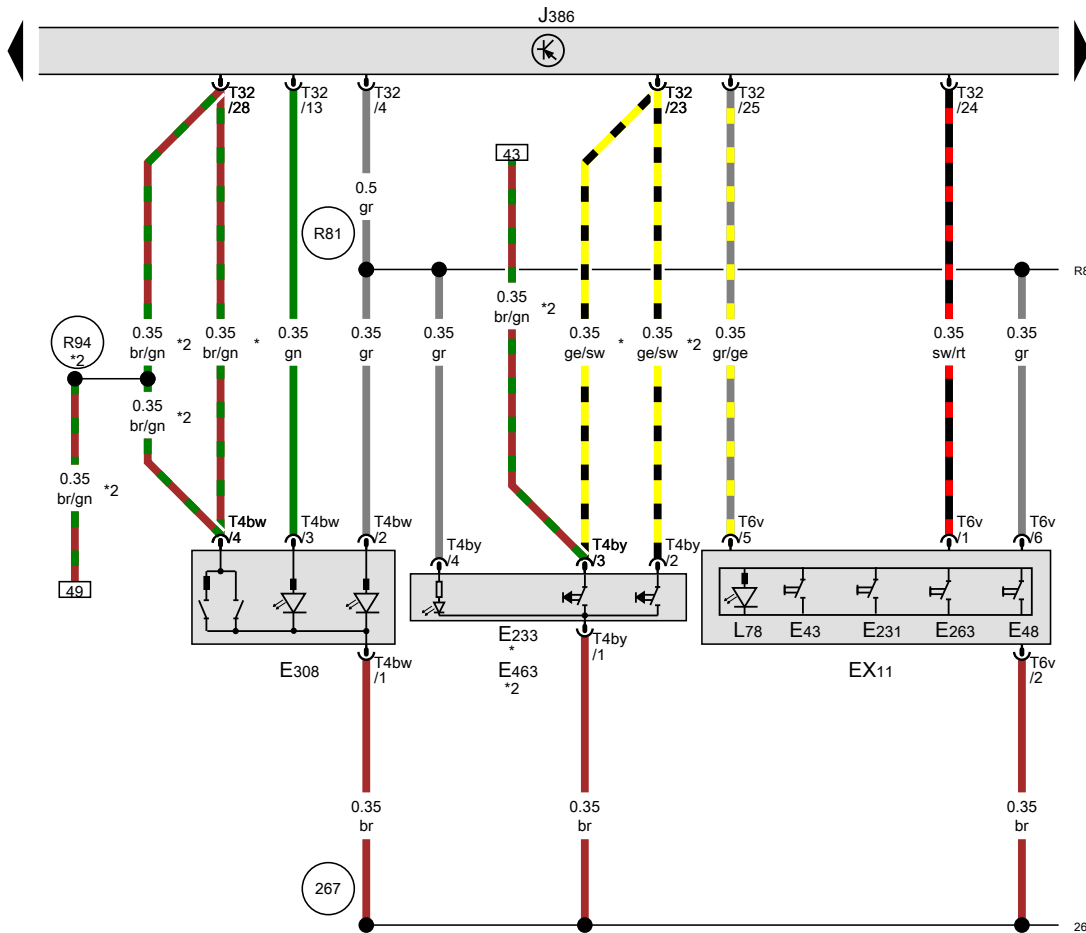 J386
T32 /28
T32 /13
T32 /4
T32 /23
T32 /25
T32 /24
43
0.5 gr
R81
R8
0.35 br/gn *2
R94 *2
0.35 br/gn *2
0.35 br/gn *
0.35 gn
0.35 gr
0.35 gr
0.35 ge/sw *
0.35 ge/sw *2
0.35 gr/ge
0.35 sw/rt
0.35 gr
0.35 br/gn *2
0.35 br/gn *2
49
T4bw /4
T4bw /3
T4bw /2
T4by /4
T4by /3
T4by /2
T6v /5
T6v /1
T6v /6
L78 E43 E231 E263 E48
E308
T4bw /1
E233
*
E463
*2
T4by /1
EX11
T6v /2
0.35 br
0.35 br
0.35 br
267
26